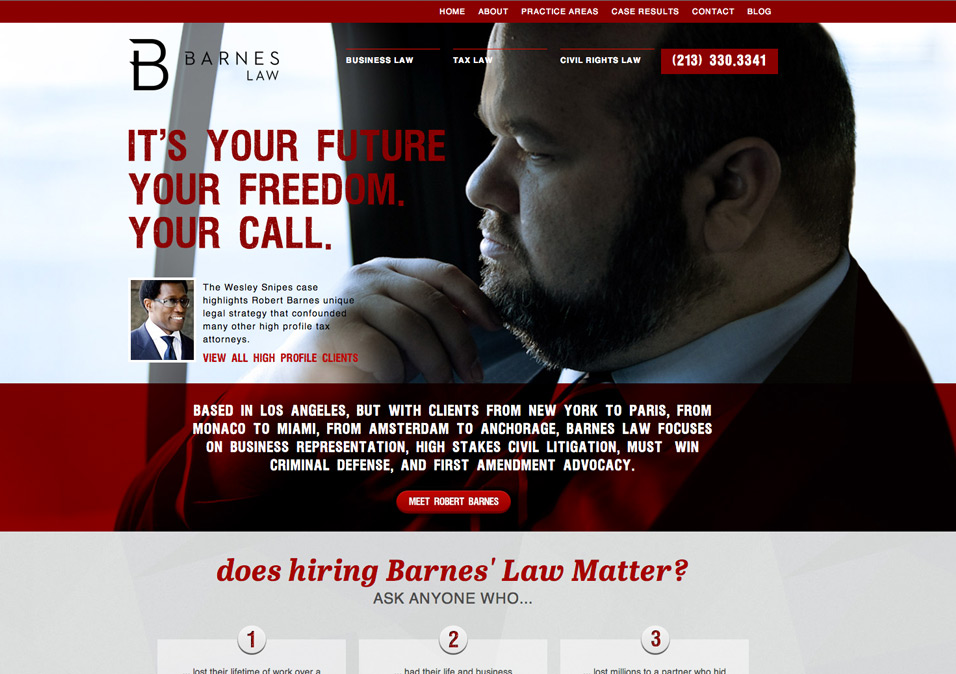 HOME ABOUT PRACTICE AREAS CASE RESULTS CONTACT BLOG
B BARNES
LAW
BUSINESS LAW TAX LAW CIVIL RIGHTS LAW (213) 330.3341
IT'S YOUR FUTURE
YOUR FREEDOM.
YOUR CALL.
The Wesley Snipes case
highlights Robert Barnes unique
legal strategy that confounded
many other high profile tax
attorneys.
VIEW ALL HIGH PROFILE CLIENTS
BASED IN LOS ANGELES, BUT WITH CLIENTS FROM NEW YORK TO PARIS, FROM
MONACO TO MIAMI, FROM AMSTERDAM TO ANCHORAGE, BARNES LAW FOCUSES
ON BUSINESS REPRESENTATION, HIGH STAKES CIVIL LITIGATION, MUST WIN
CRIMINAL DEFENSE, AND FIRST AMENDMENT ADVOCACY.
MEET ROBERT BARNES
does hiring Barnes' Law Matter?
ASK ANYONE WHO...
1 2 3
lost their lifetime of work over a ...had their life and business ...lost millions to a partner who hid